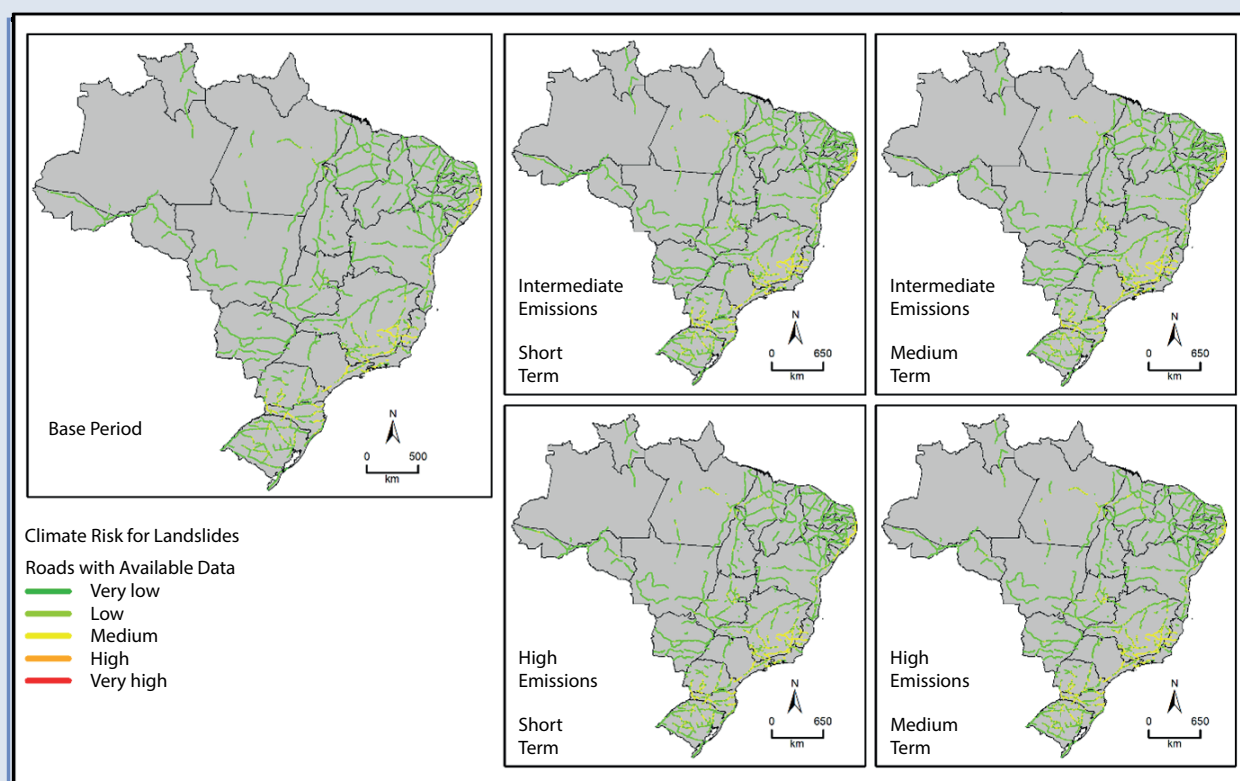 Base Period
N
0 500
km
Intermediate
Emissions
Short
Term
N
0 650
km
Intermediate
Emissions
Medium
Term
N
0 650
km
Climate Risk for Landslides
Roads with Available Data
Very low
Low
Medium
High
Very high
High
Emissions
Short
Term
N
0 650
km
High
Emissions
Medium
Term
N
0 650
km